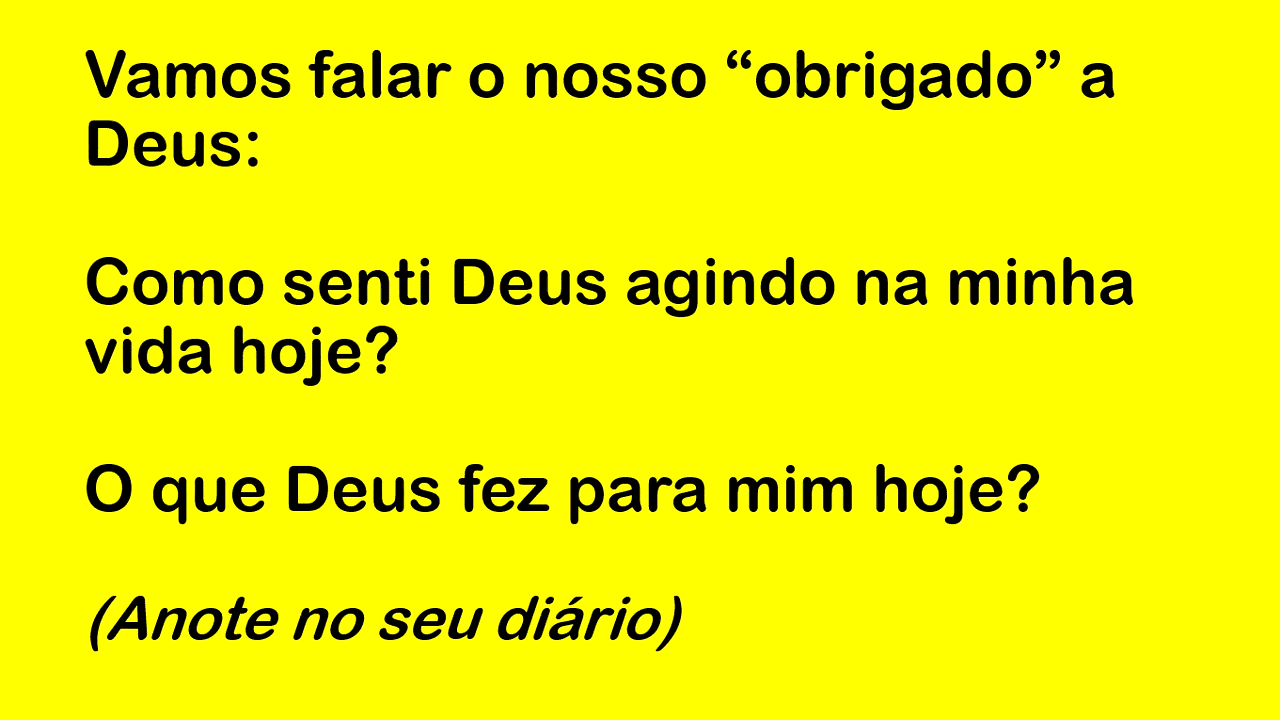 Vamos falar o nosso “obrigado” a
Deus:
Como senti Deus agindo na minha
vida hoje?
O que Deus fez para mim hoje?
(Anote no seu diário)